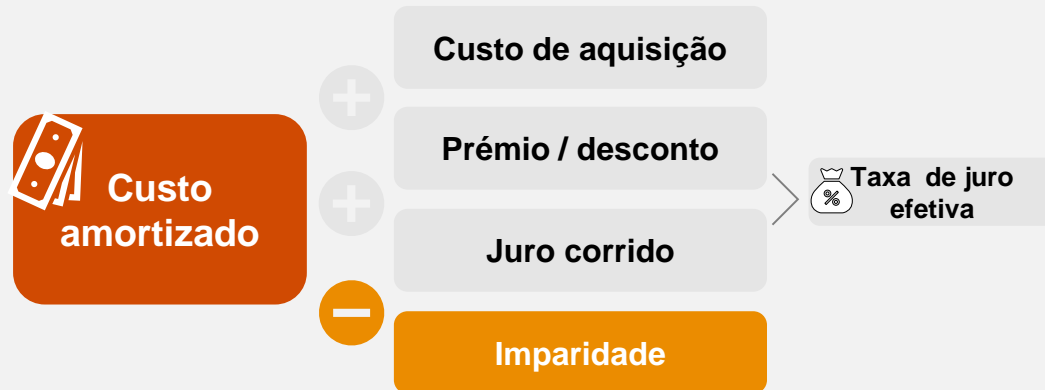 Custo de aquisição
Prémio / desconto
Custo
amortizado
Taxa de juro
efetiva
%
Juro corrido
Imparidade